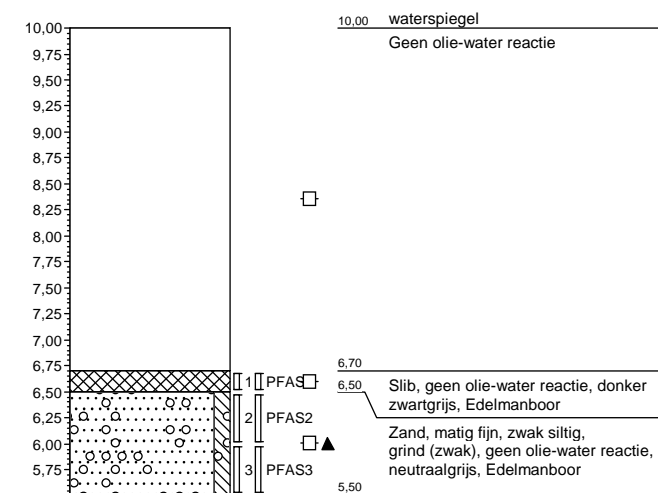 10,00
9,75
9,50
9,25
9,00
8,75
8,50
8,25
8,00
7,75
7,50
7,25
7,00
6,75
6,50
6,25
6,00
5,75
1 PFAS
2 PFAS2
3 PFAS3
10,00 waterspiegel
Geen olie-water reactie
6,70
6,50 Slib, geen olie-water reactie, donker
zwartgrijs, Edelmanboor
Zand, matig fijn, zwak siltig,
grind (zwak), geen olie-water reactie,
neutraalgrijs, Edelmanboor
5,50